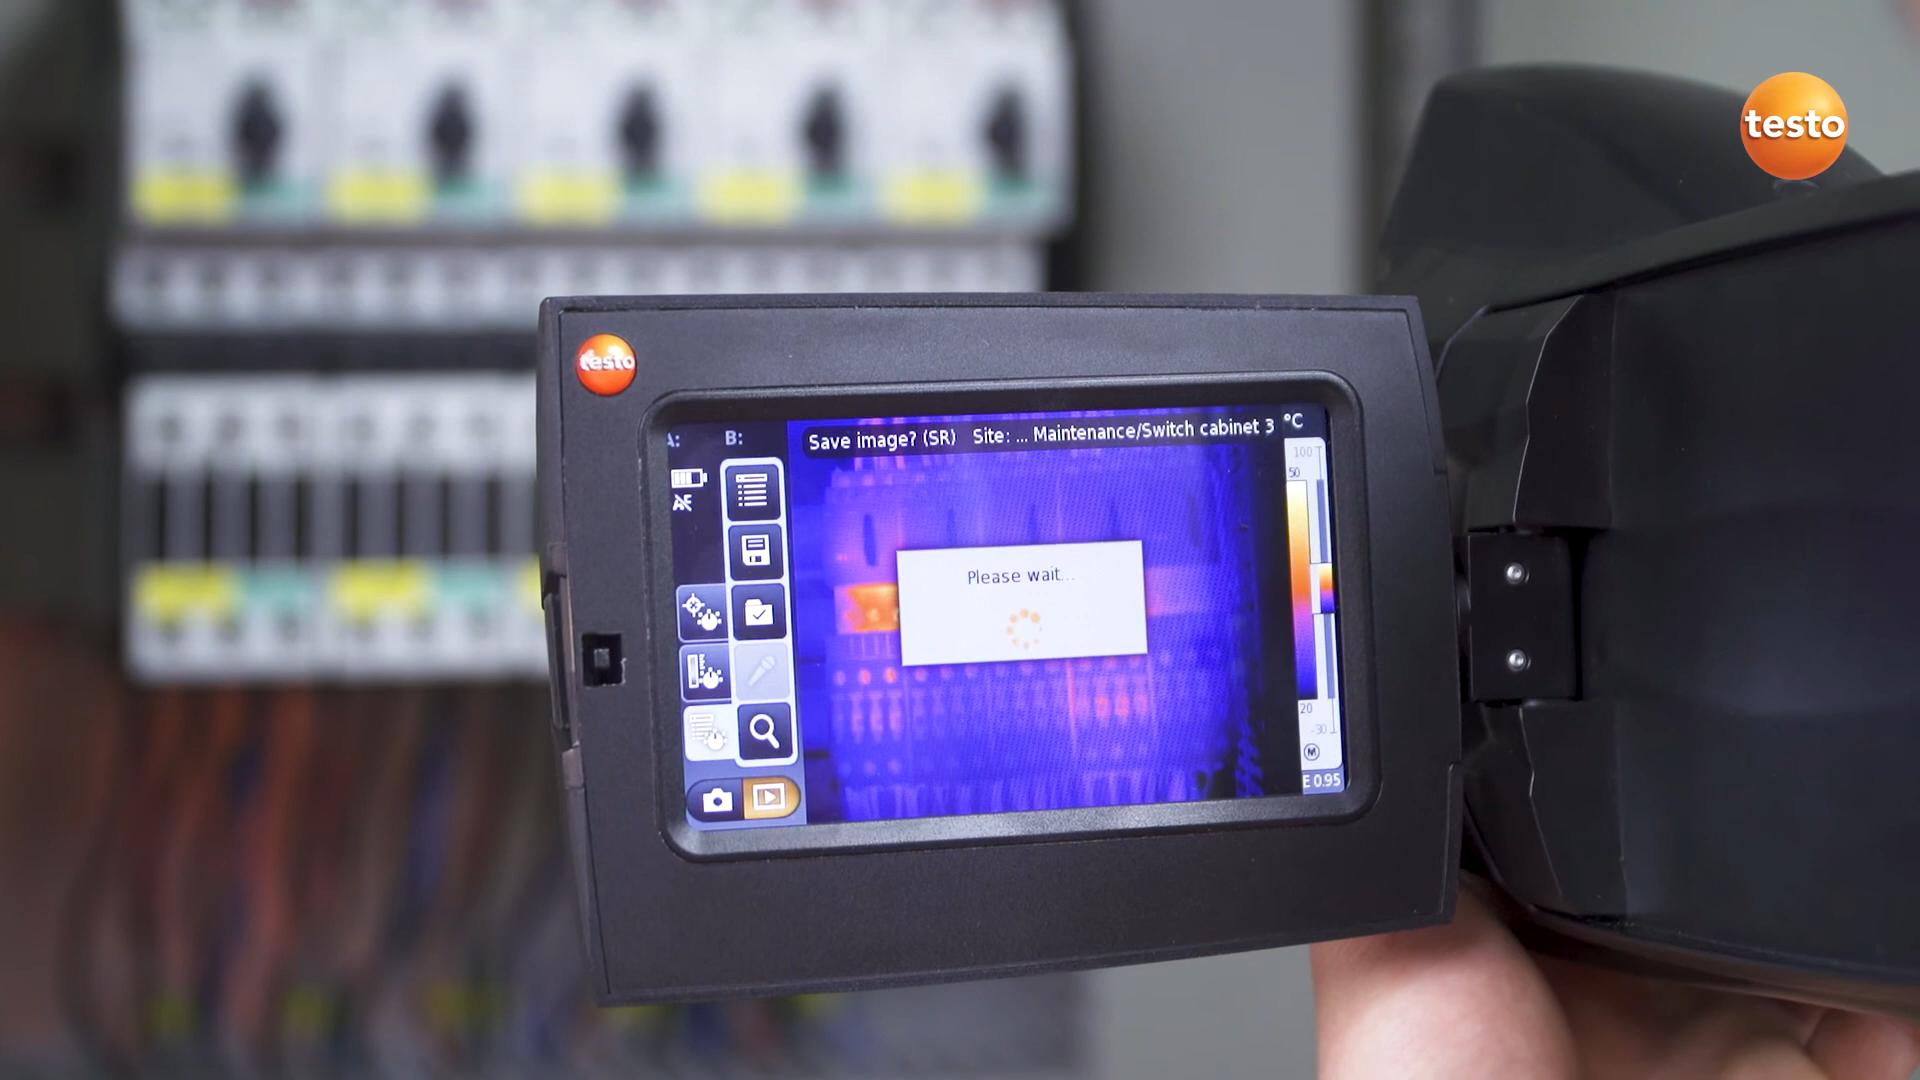 testo
testo
A: B:
Save image? (SR) Site: ... Maintenance/Switch cabinet 3 °C
100
50
Please wait...
20
-30
M
E 0.95